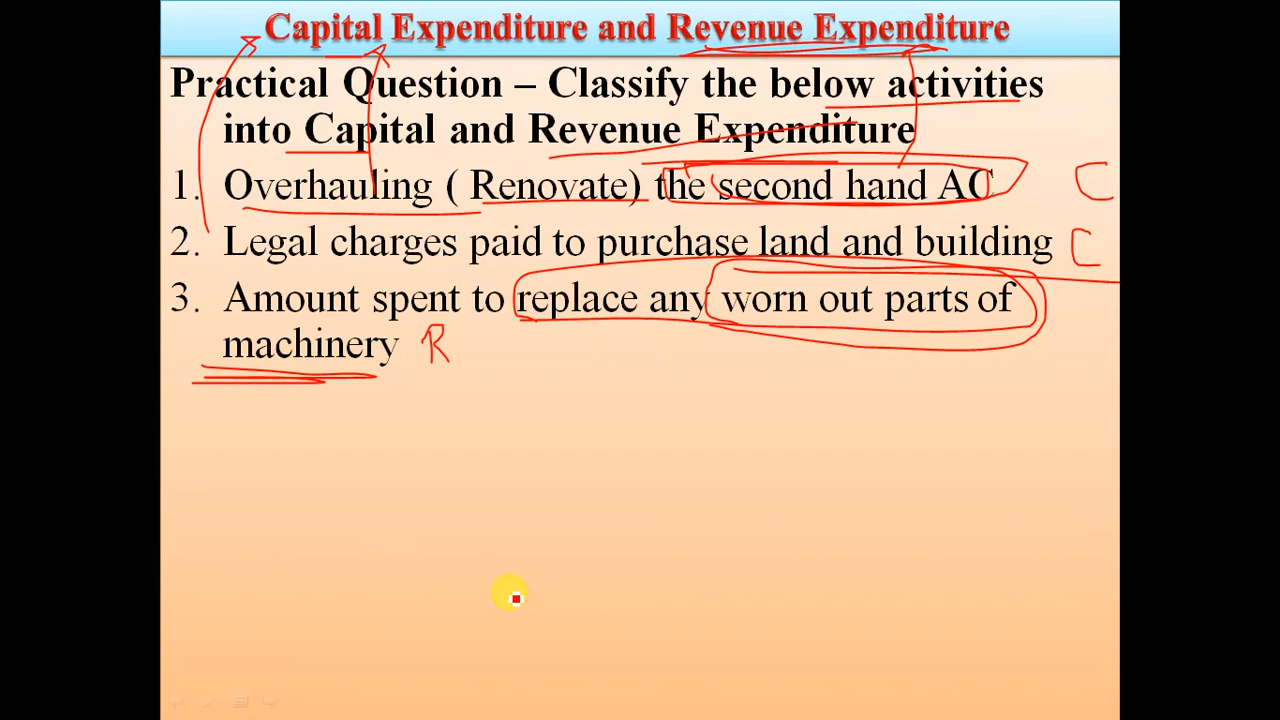 Capital Expenditure and Revenue Expenditure
Practical Question – Classify the below activities
into Capital and Revenue Expenditure
1. Overhauling ( Renovate) the second hand AC C
2. Legal charges paid to purchase land and building C
3. Amount spent to replace any worn out parts of
machinery R